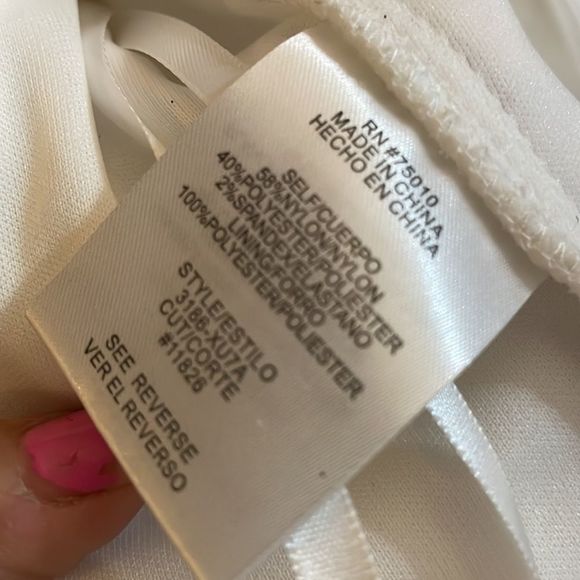 RN #75010
MADE IN CHINA
HECHO EN CHINA
SELF/CUERPO
58%NYLON/NYLON
40%POLYESTER/POLIESTER
2%SPANDEX/ELASTANO
LINING/FORRO
100%POLYESTER/POLIESTER
STYLE/ESTILO
3186-XU7A
CUT/CORTE
#11826
SEE REVERSE
VER EL REVERSO